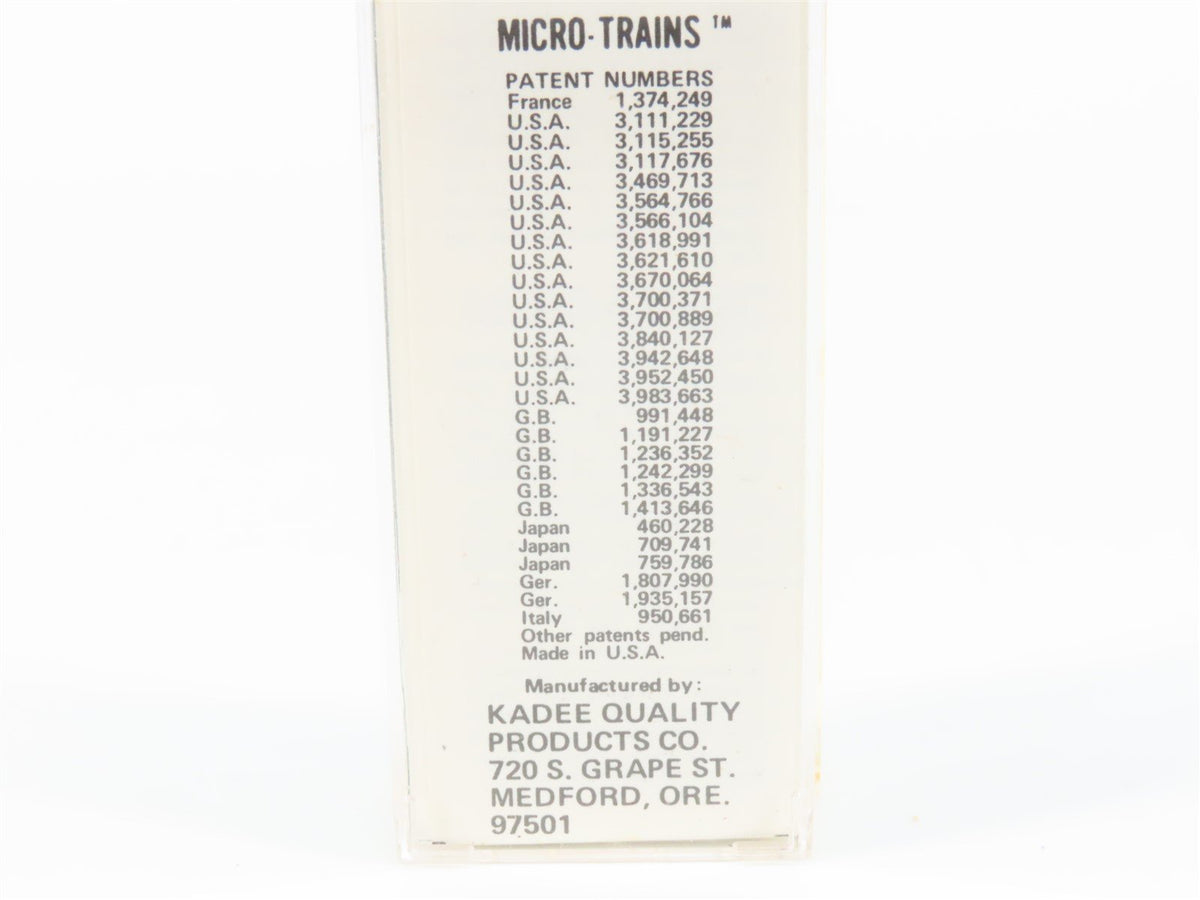 MICRO-TRAINS ™
PATENT NUMBERS
France 1,374,249
U.S.A. 3,111,229
U.S.A. 3,115,255
U.S.A. 3,117,676
U.S.A. 3,469,713
U.S.A. 3,564,766
U.S.A. 3,566,104
U.S.A. 3,618,991
U.S.A. 3,621,610
U.S.A. 3,670,064
U.S.A. 3,700,371
U.S.A. 3,700,889
U.S.A. 3,840,127
U.S.A. 3,942,648
U.S.A. 3,952,450
U.S.A. 3,983,663
G.B. 991,448
G.B. 1,191,227
G.B. 1,236,352
G.B. 1,242,299
G.B. 1,336,543
G.B. 1,413,646
Japan 460,228
Japan 709,741
Japan 759,786
Ger. 1,807,990
Ger. 1,935,157
Italy 950,661
Other patents pend.
Made in U.S.A.
Manufactured by:
KADEE QUALITY
PRODUCTS CO.
720 S. GRAPE ST.
MEDFORD, ORE.
97501